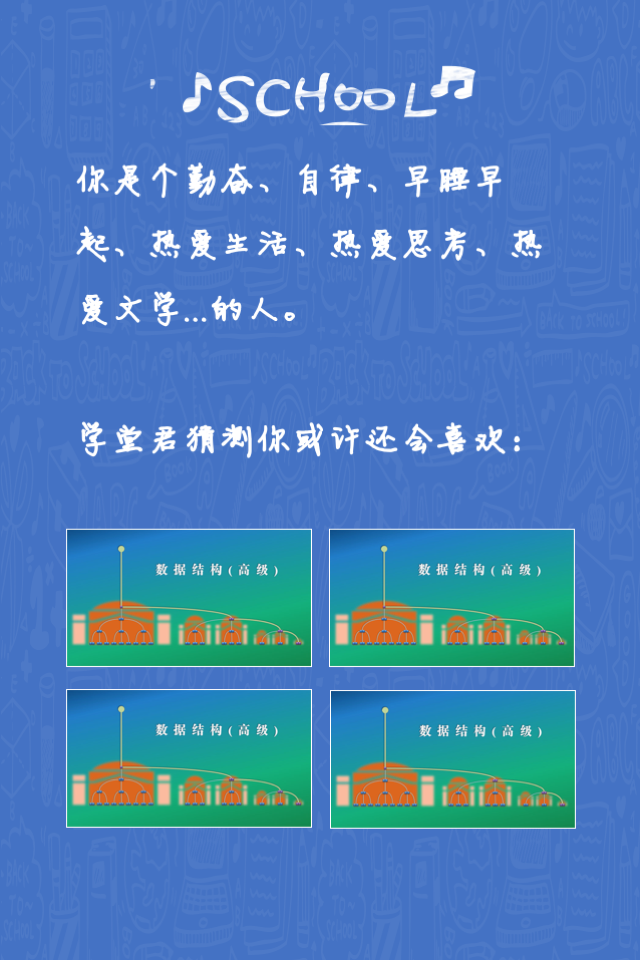 SCHOOL
你是个勤奋、自律、早睡早
起、热爱生活、热爱思考、热
爱文学...的人。
学堂君猜测你或许还会喜欢：
数据结构(高级)
数据结构(高级)
数据结构(高级)
数据结构(高级)